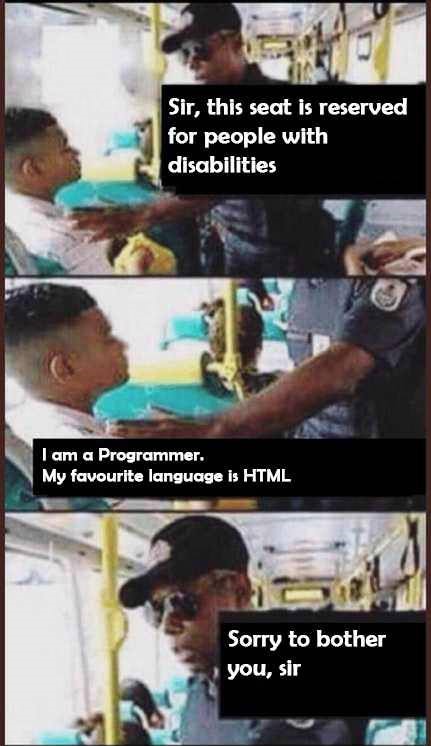 Sir, this seat is reserved
for people with
disabilities
I am a Programmer.
My favourite language is HTML
Sorry to bother
you, sir